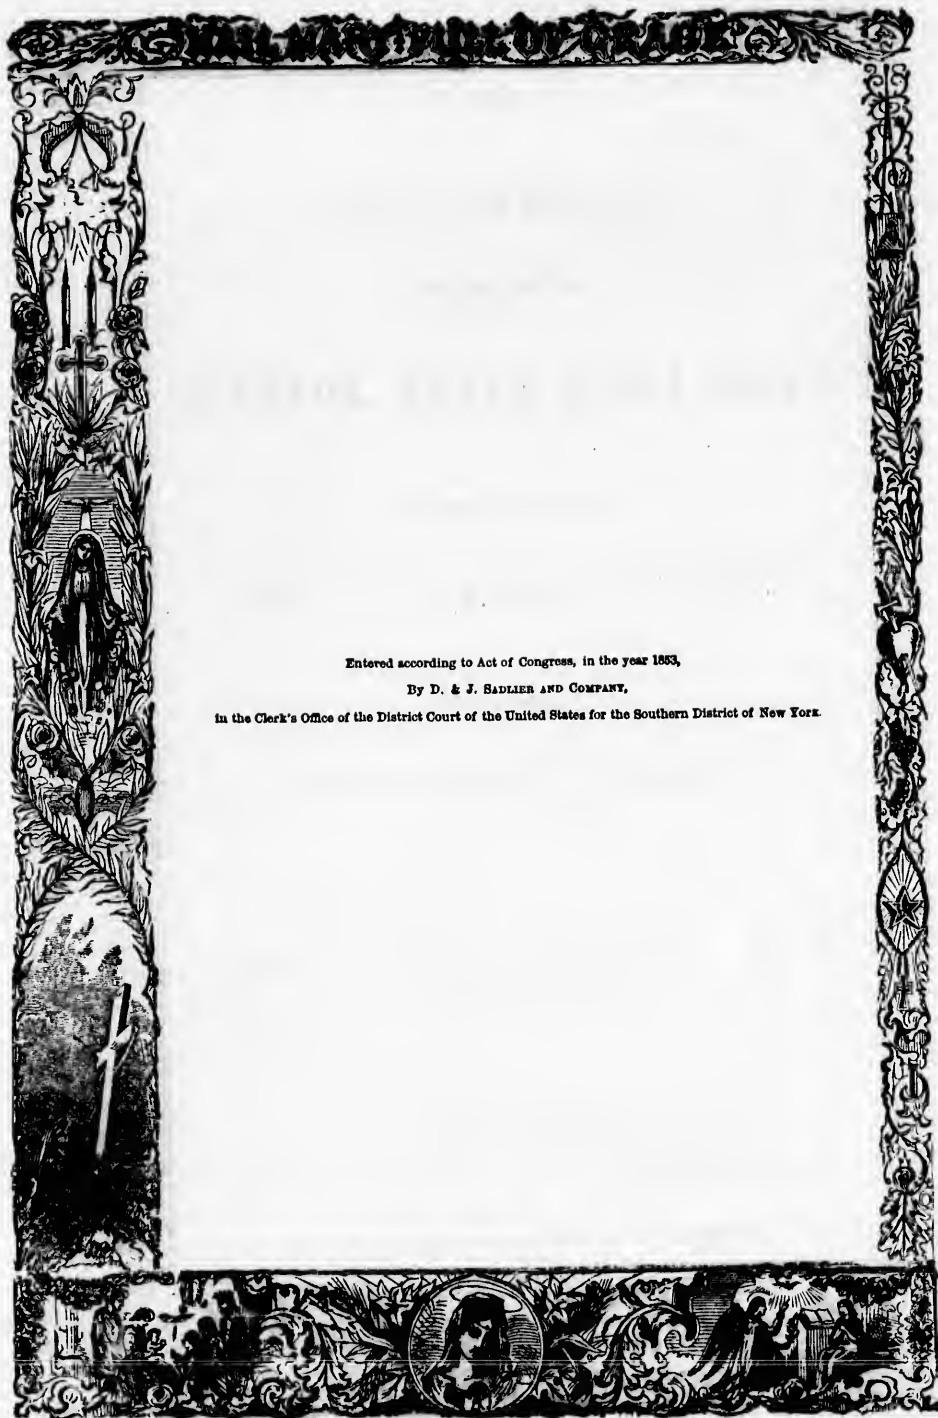 HAIL MARY FULL OF GRACE
Entered according to Act of Congress, in the year 1853,
By D. & J. SADLIER AND COMPANY,
in the Clerk's Office of the District Court of the United States for the Southern District of New York.